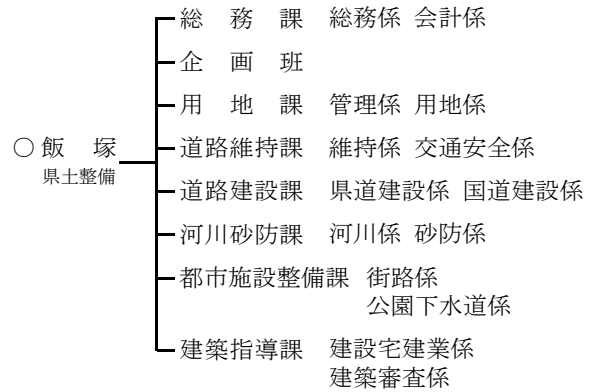 総務課 総務係 会計係
企画班
用地課 管理係 用地係
○飯塚 道路維持課 維持係 交通安全係
県土整備
道路建設課 県道建設係 国道建設係
河川砂防課 河川係 砂防係
都市施設整備課 街路係
公園下水道係
建築指導課 建設宅建業係
建築審査係